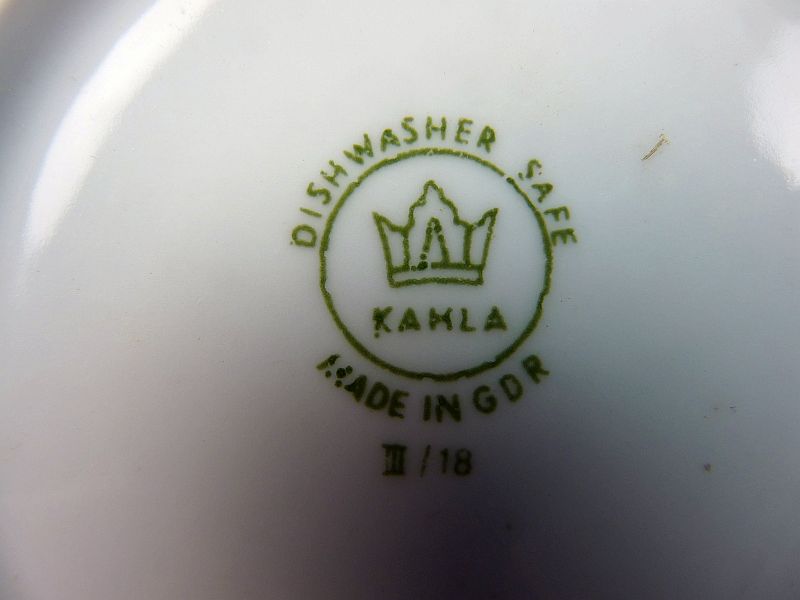 DISHWASHER SAFE
KAHLA
MADE IN GDR
III / 18